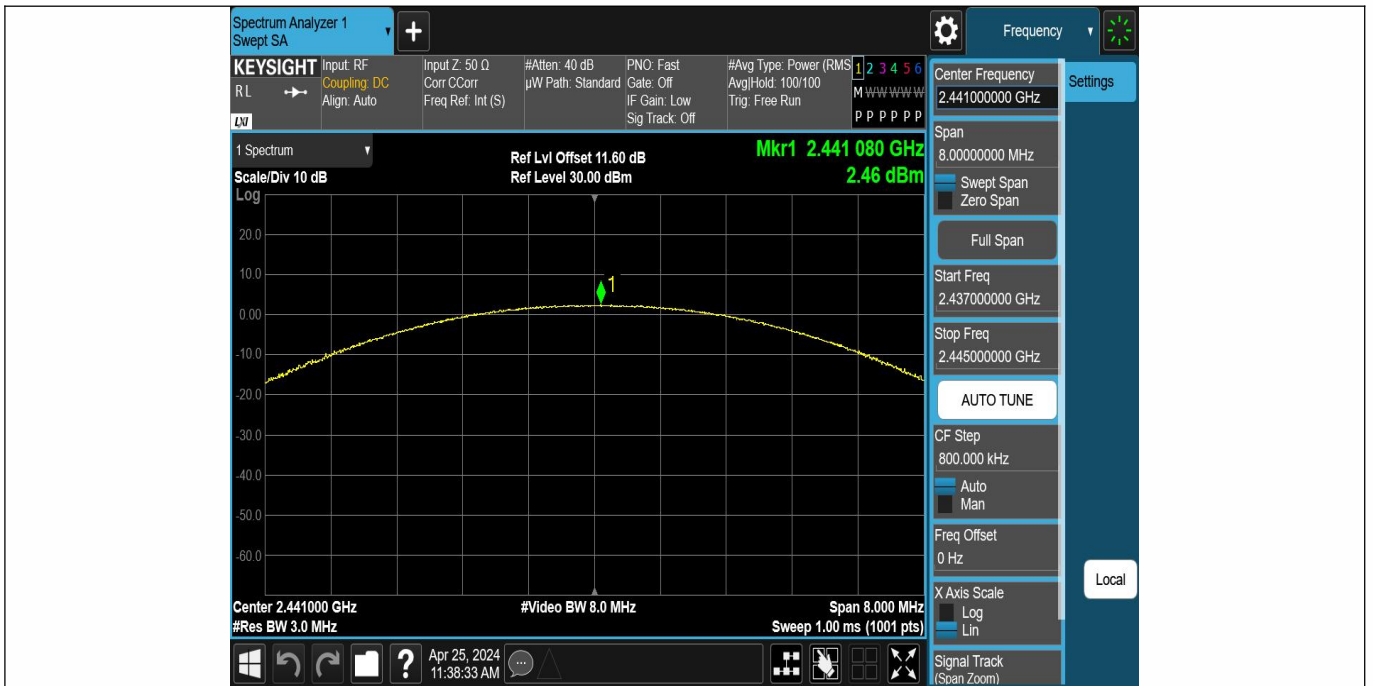 Spectrum Analyzer 1
Swept SA
+
Frequency
KEYSIGHT
RL
LXI
Input: RF
Coupling: DC
Align: Auto
Input Z: 50 Ω
Corr CCorr
Freq Ref: Int (S)
#Atten: 40 dB
µW Path: Standard
PNO: Fast
Gate: Off
IF Gain: Low
Sig Track: Off
#Avg Type: Power (RMS
Avg|Hold: 100/100
Trig: Free Run
1 2 3 4 5 6
M W W W W W
P P P P P P
Center Frequency
2.441000000 GHz
Settings
1 Spectrum
Scale/Div 10 dB
Ref Lvl Offset 11.60 dB
Ref Level 30.00 dBm
Mkr1 2.441 080 GHz
2.46 dBm
Log
20.0
10.0
0.00
-10.0
-20.0
-30.0
-40.0
-50.0
-60.0
1
Center 2.441000 GHz
#Res BW 3.0 MHz
#Video BW 8.0 MHz
Span 8.000 MHz
Sweep 1.00 ms (1001 pts)
Span
8.00000000 MHz
Swept Span
Zero Span
Full Span
Start Freq
2.437000000 GHz
Stop Freq
2.445000000 GHz
AUTO TUNE
CF Step
800.000 kHz
Auto
Man
Freq Offset
0 Hz
X Axis Scale
Log
Lin
Signal Track
(Span Zoom)
Local
?
Apr 25, 2024
11:38:33 AM